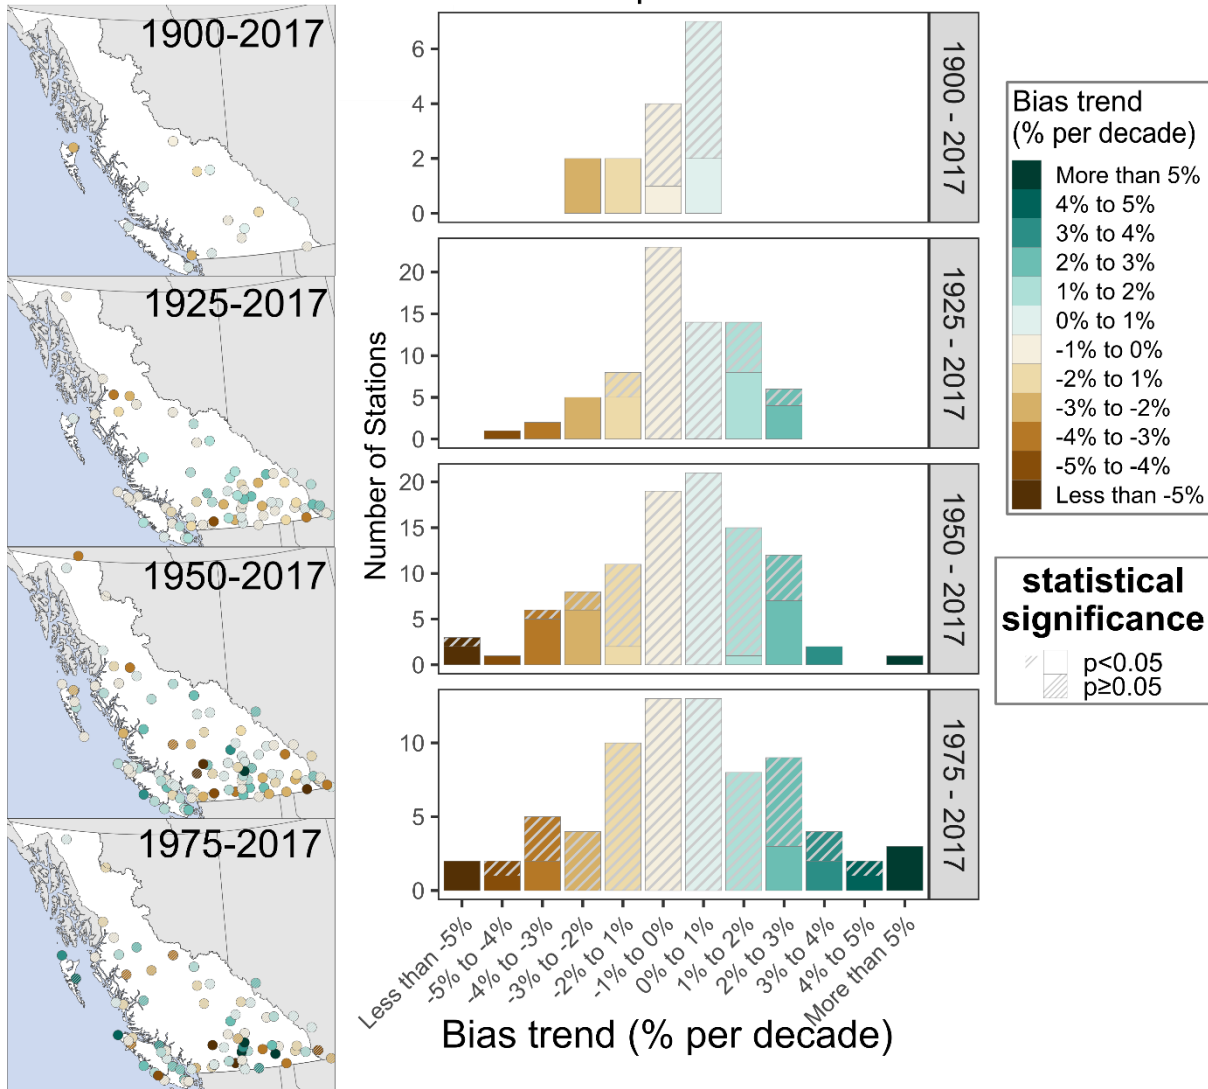 1900-2017
1925-2017
1950-2017
1975-2017
Number of Stations
6
4
2
0
1900 - 2017
20
15
10
5
0
1925 - 2017
20
15
10
5
0
1950 - 2017
10
5
0
1975 - 2017
Less than -5%
-5% to -4%
-4% to -3%
-3% to -2%
-2% to 1%
-1% to 0%
0% to 1%
1% to 2%
2% to 3%
3% to 4%
4% to 5%
More than 5%
Bias trend (% per decade)
Bias trend
(% per decade)
More than 5%
4% to 5%
3% to 4%
2% to 3%
1% to 2%
0% to 1%
-1% to 0%
-2% to 1%
-3% to -2%
-4% to -3%
-5% to -4%
Less than -5%
statistical
significance
p<0.05
p≥0.05